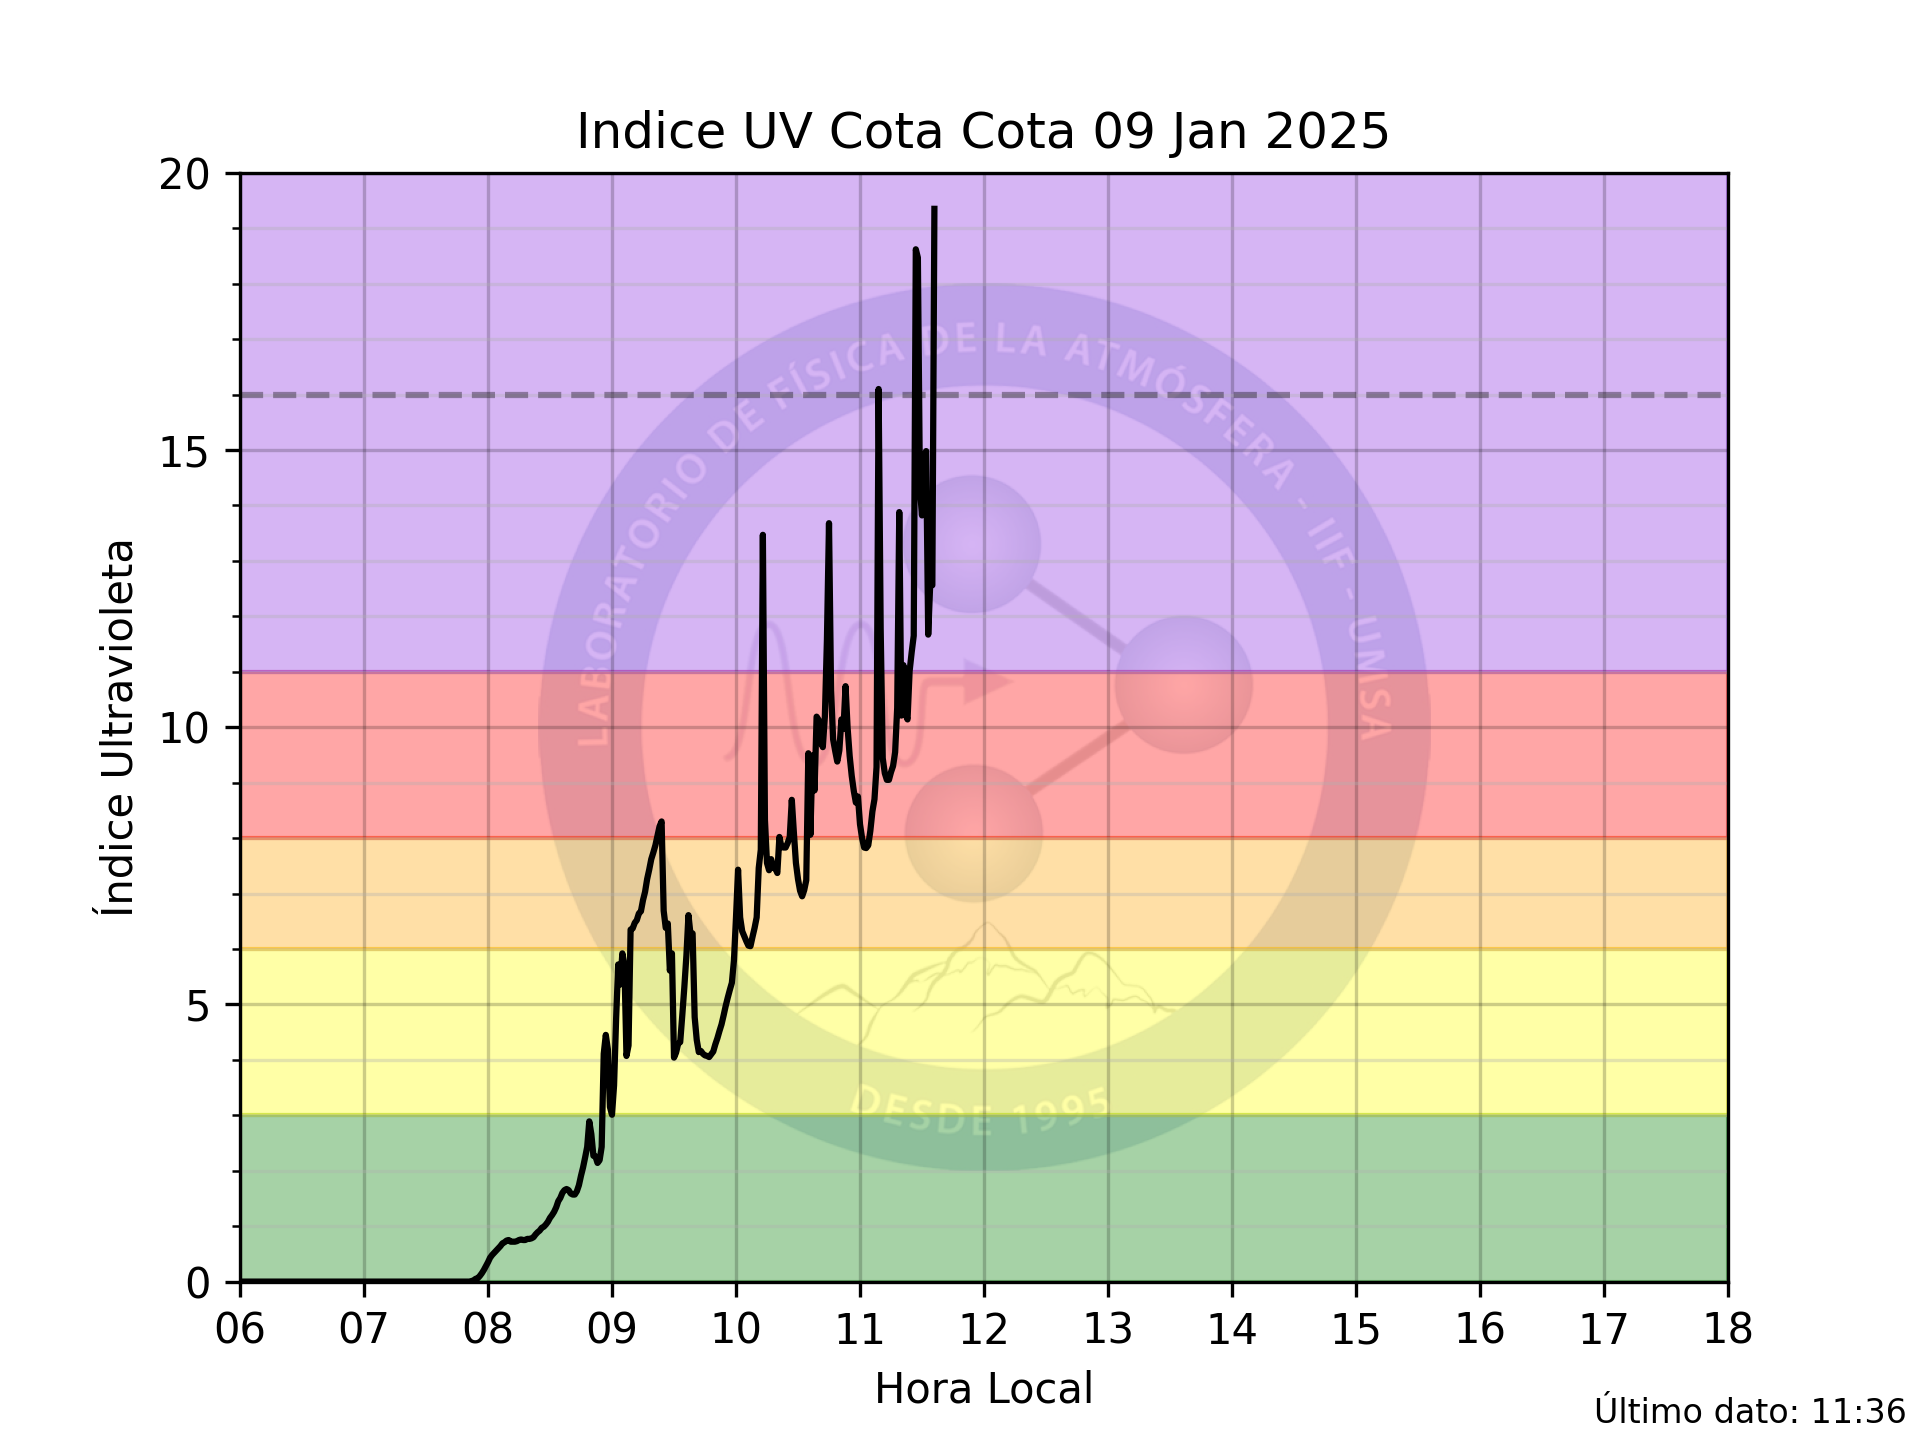 Indice UV Cota Cota 09 Jan 2025
20
15
10
5
0
Índice Ultravioleta
LABORATORIO DE FÍSICA DE LA ATMÓSFERA - IIF - UMSA
DESDE 1995
06 07 08 09 10 11 12 13 14 15 16 17 18
Hora Local
Último dato: 11:36